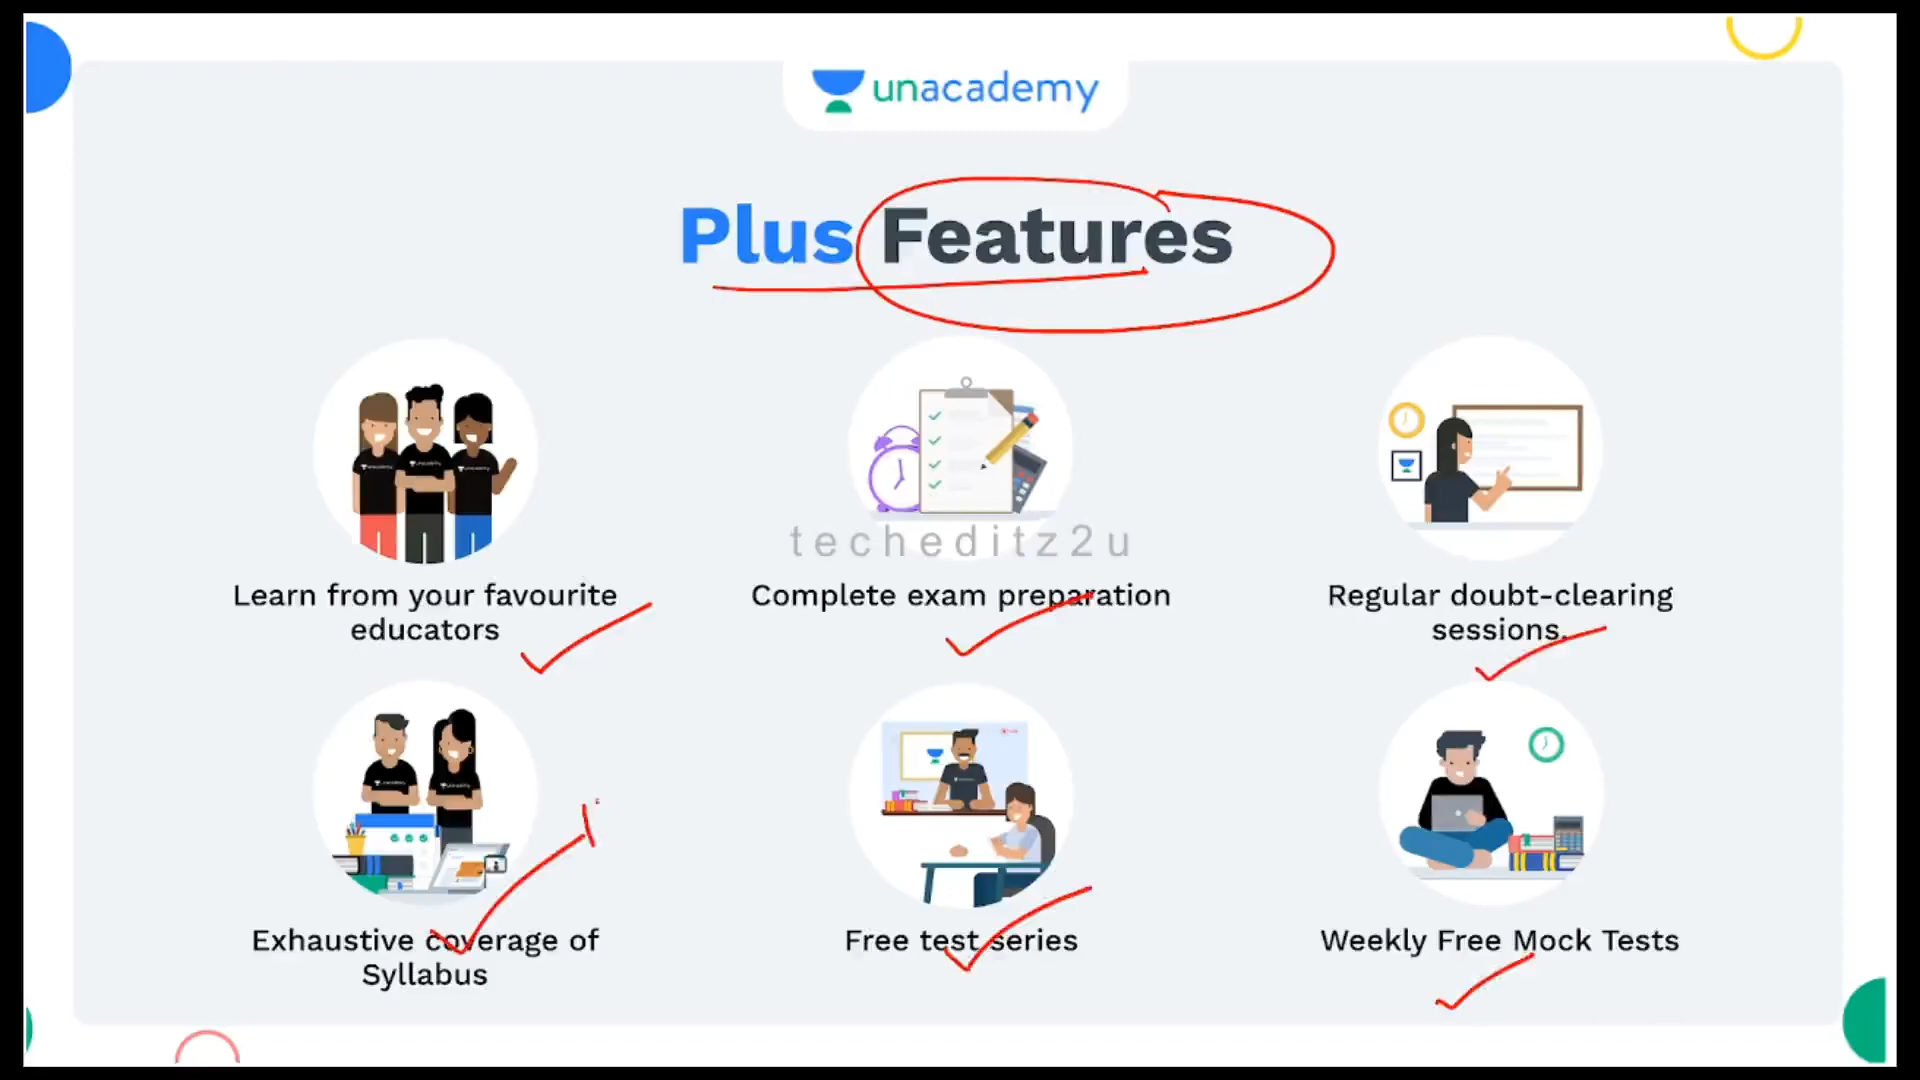 unacademy
Plus Features
techeditz2u
Learn from your favourite
educators
Complete exam preparation
Regular doubt-clearing
sessions.
Exhaustive coverage of
Syllabus
Free test series
Weekly Free Mock Tests